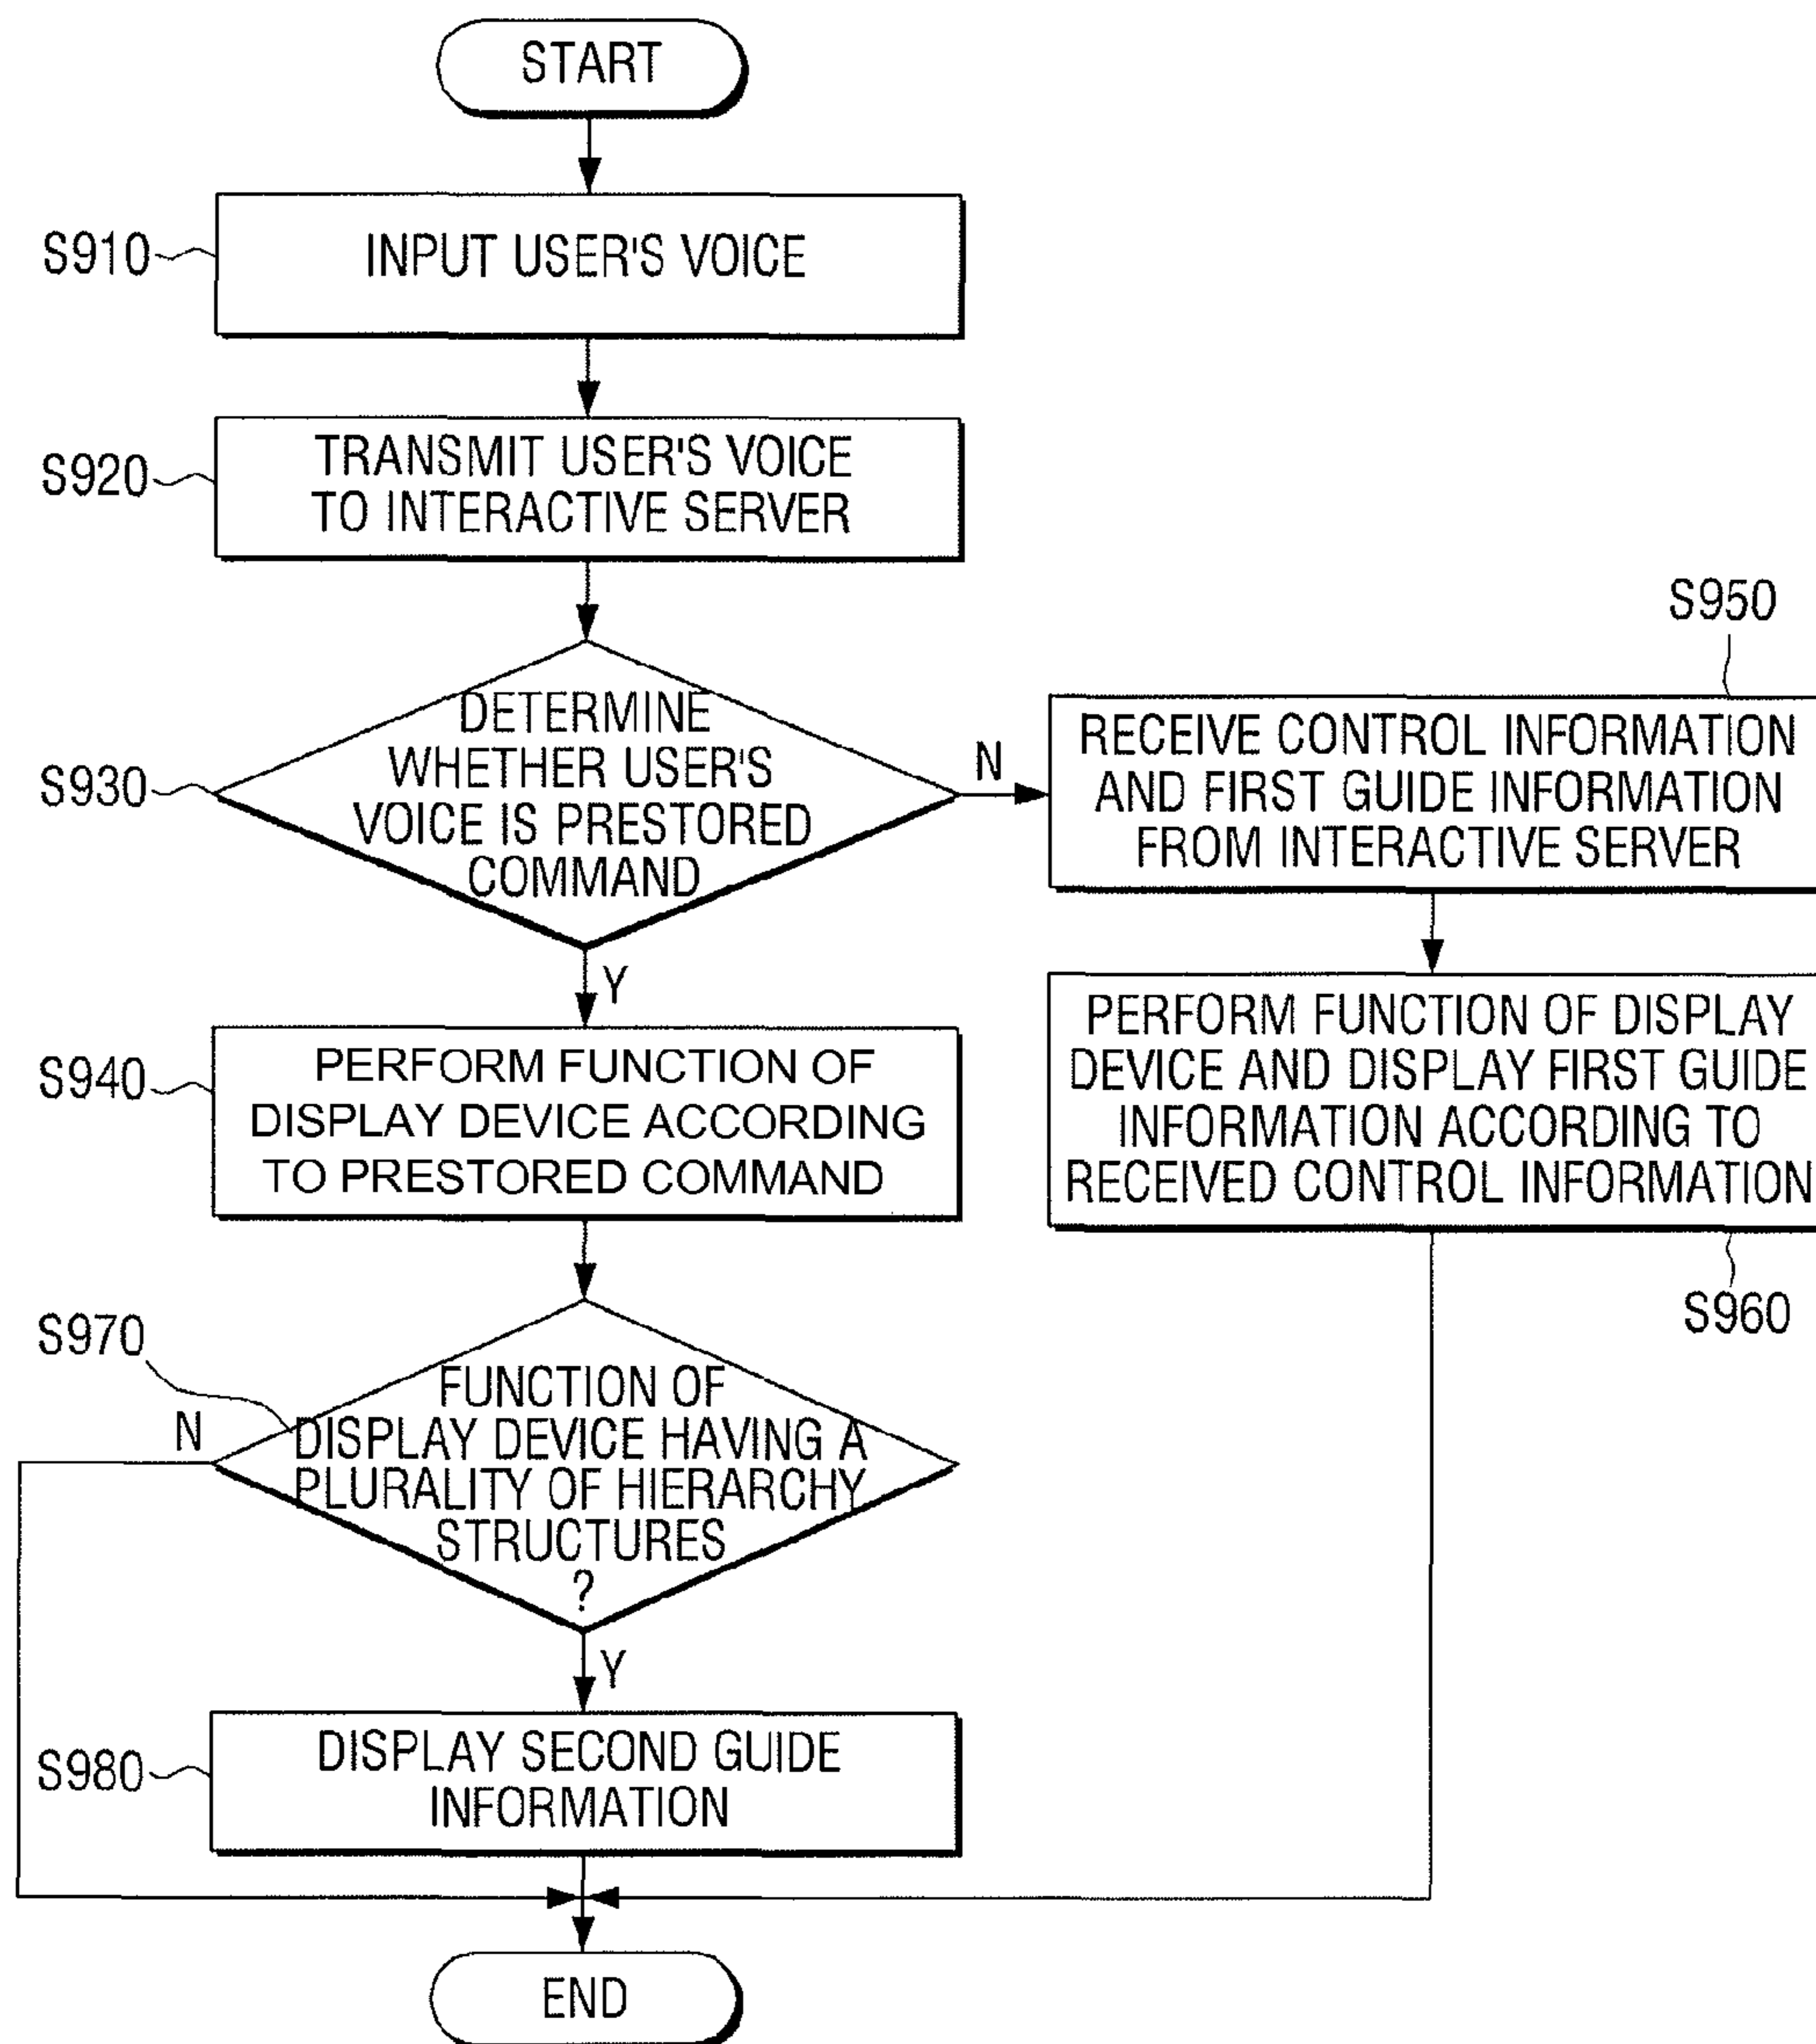 START
S910
INPUT USER'S VOICE
S920
TRANSMIT USER'S VOICE
TO INTERACTIVE SERVER
S930
DETERMINE
WHETHER USER'S
VOICE IS PRESTORED
COMMAND
N
Y
S950
RECEIVE CONTROL INFORMATION
AND FIRST GUIDE INFORMATION
FROM INTERACTIVE SERVER
S940
PERFORM FUNCTION OF
DISPLAY DEVICE ACCORDING
TO PRESTORED COMMAND
PERFORM FUNCTION OF DISPLAY
DEVICE AND DISPLAY FIRST GUIDE
INFORMATION ACCORDING TO
RECEIVED CONTROL INFORMATION
S960
S970
N
FUNCTION OF
DISPLAY DEVICE HAVING A
PLURALITY OF HIERARCHY
STRUCTURES
?
Y
S980
DISPLAY SECOND GUIDE
INFORMATION
END